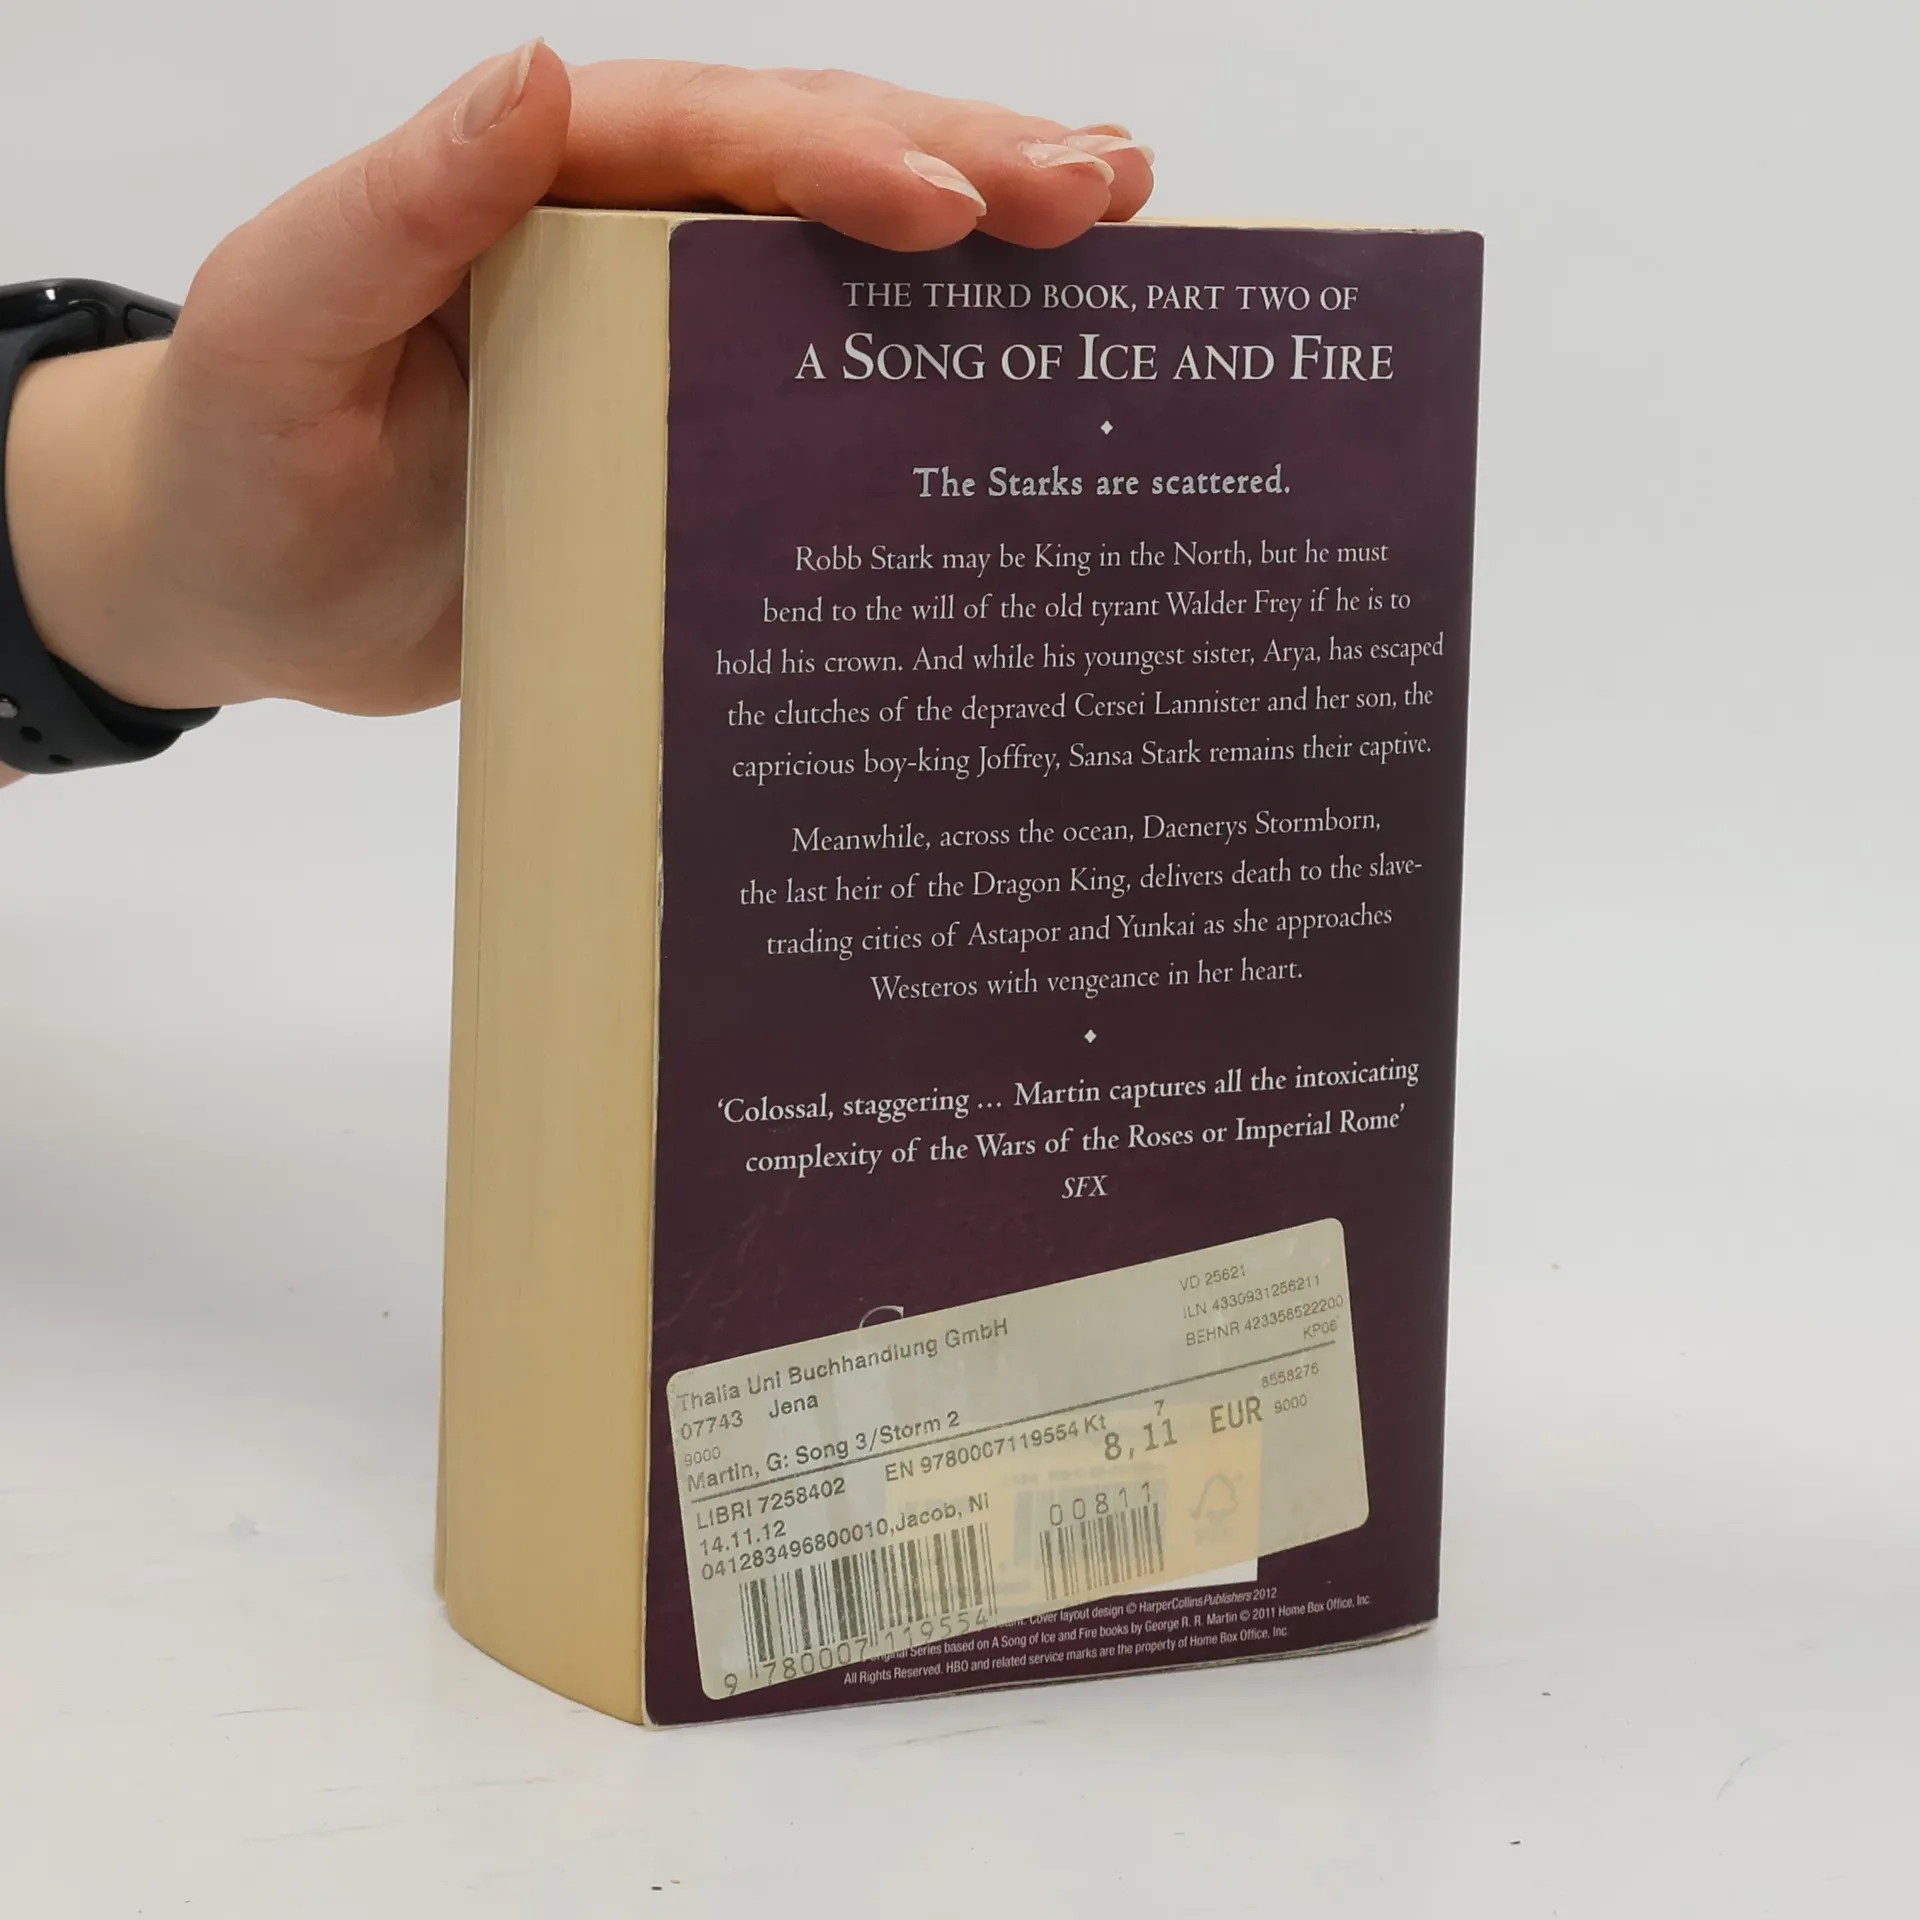 THE THIRD BOOK, PART TWO OF
A SONG OF ICE AND FIRE
The Starks are scattered.
Robb Stark may be King in the North, but he must
bend to the will of the old tyrant Walder Frey if he is to
hold his crown. And while his youngest sister, Arya, has escaped
the clutches of the depraved Cersei Lannister and her son, the
capricious boy-king Joffrey, Sansa Stark remains their captive.
Meanwhile, across the ocean, Daenerys Stormborn,
the last heir of the Dragon King, delivers death to the slave-
trading cities of Astapor and Yunkai as she approaches
Westeros with vengeance in her heart.
‘Colossal, staggering ... Martin captures all the intoxicating
complexity of the Wars of the Roses or Imperial Rome’
SFX
VD 25621
ILN 4330931256211
BEHNR 423356522200
KP06
Thalia Uni Buchhandlung GmbH
07743 Jena
9000
Martin, G: Song 3/Storm 2
8558276
9000
LIBRI 7258402 EN 9780007119554 Kt 7
8,11 EUR
14.11.12
041283496800010,Jacob, Ni
00811
9 780007 119554
Cover layout design © HarperCollinsPublishers 2012
Series based on A Song of Ice and Fire books by George R. R. Martin © 2011 Home Box Office, Inc.
All Rights Reserved. HBO and related service marks are the property of Home Box Office, Inc.